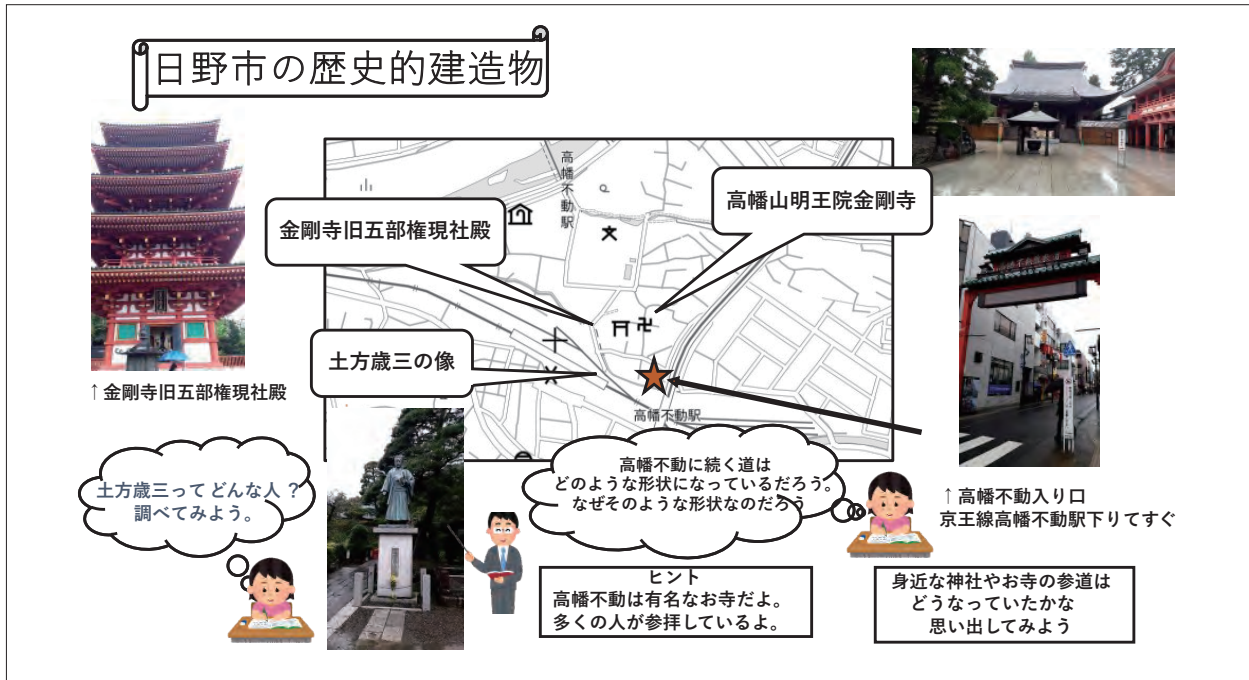 日野市の歴史的建造物
高幡不動駅
金剛寺旧五部権現社殿
高幡山明王院金剛寺
土方歳三の像
高幡不動駅
↑金剛寺旧五部権現社殿
土方歳三ってどんな人？
調べてみよう。
高幡不動に続く道は
どのような形状になっているだろう。
なぜそのような形状なのだろう
↑高幡不動入り口
京王線高幡不動駅下りてすぐ
ヒント
高幡不動は有名なお寺だよ。
多くの人が参拝しているよ。
身近な神社やお寺の参道は
どうなっていたかな
思い出してみよう